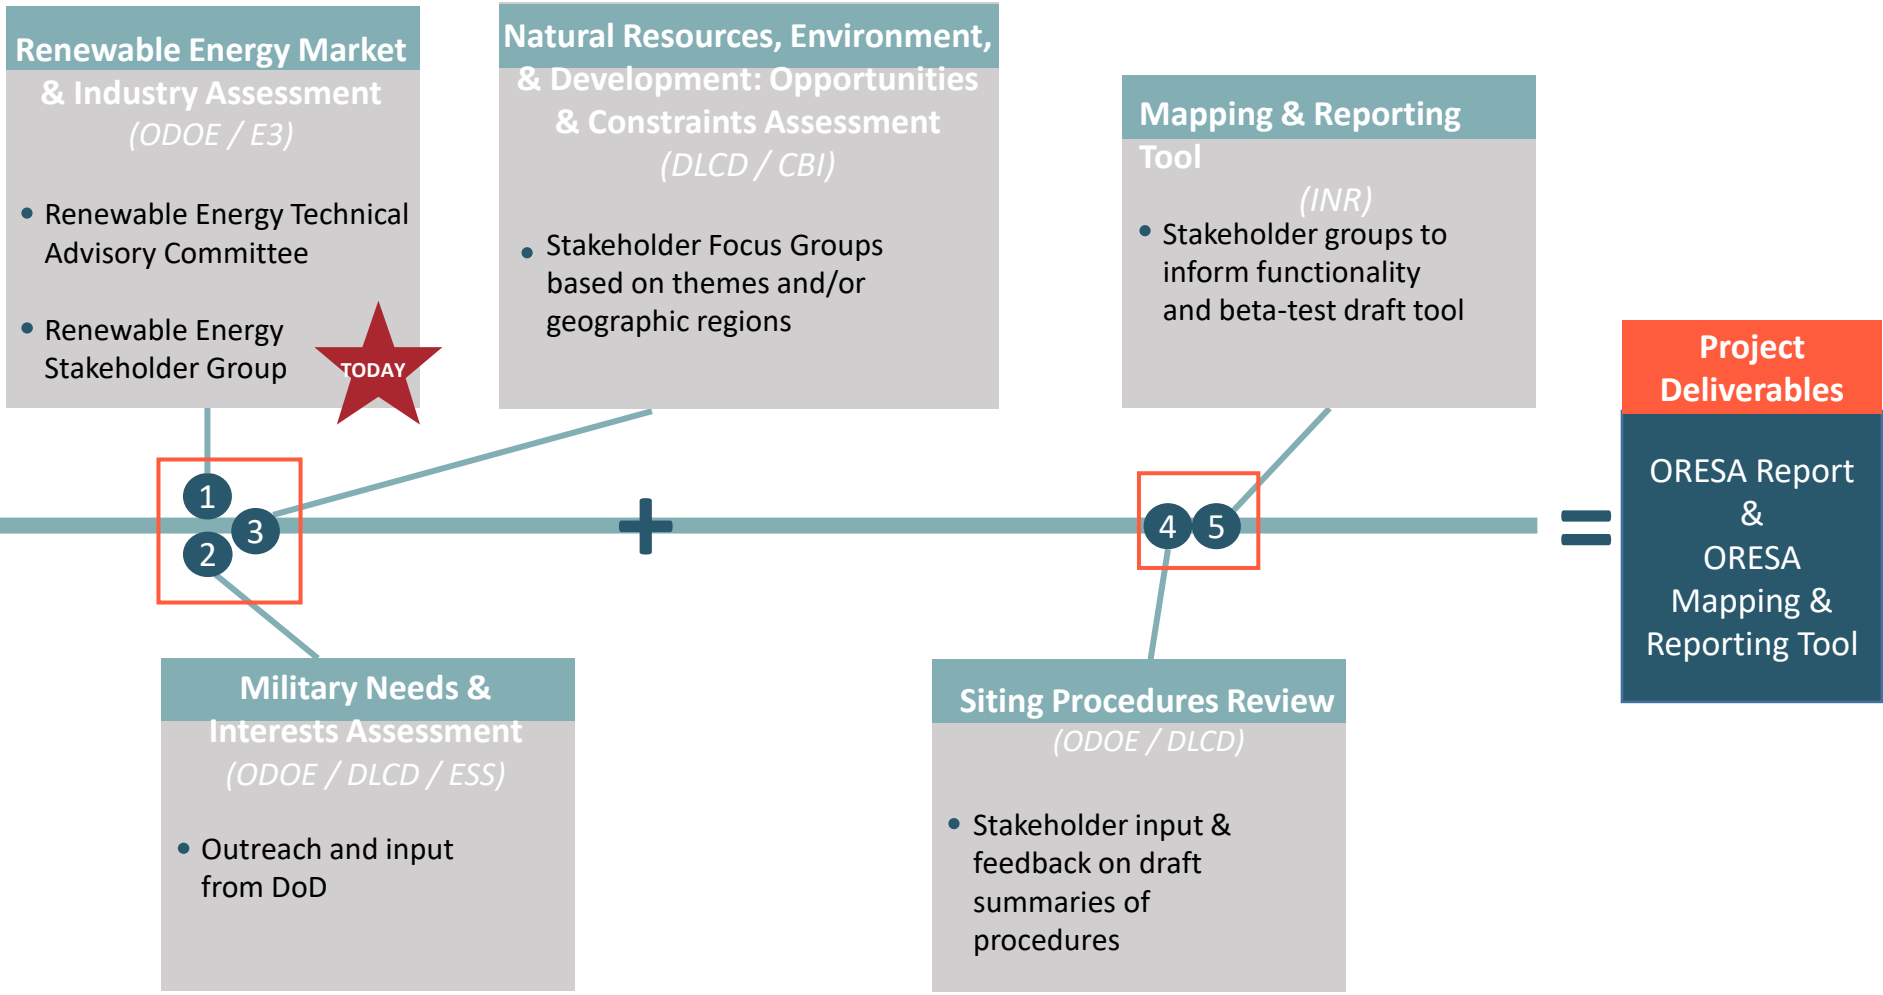 Renewable Energy Market
& Industry Assessment
(ODOE / E3)
• Renewable Energy Technical
Advisory Committee
• Renewable Energy
Stakeholder Group
TODAY
Natural Resources, Environment,
& Development: Opportunities
& Constraints Assessment
(DLCD / CBI)
• Stakeholder Focus Groups
based on themes and/or
geographic regions
Mapping & Reporting
Tool
(INR)
• Stakeholder groups to
inform functionality
and beta-test draft tool
1
2
3
+
4
5
=
Project
Deliverables
ORESA Report
&
ORESA
Mapping &
Reporting Tool
Military Needs &
Interests Assessment
(ODOE / DLCD / ESS)
• Outreach and input
from DoD
Siting Procedures Review
(ODOE / DLCD)
• Stakeholder input &
feedback on draft
summaries of
procedures